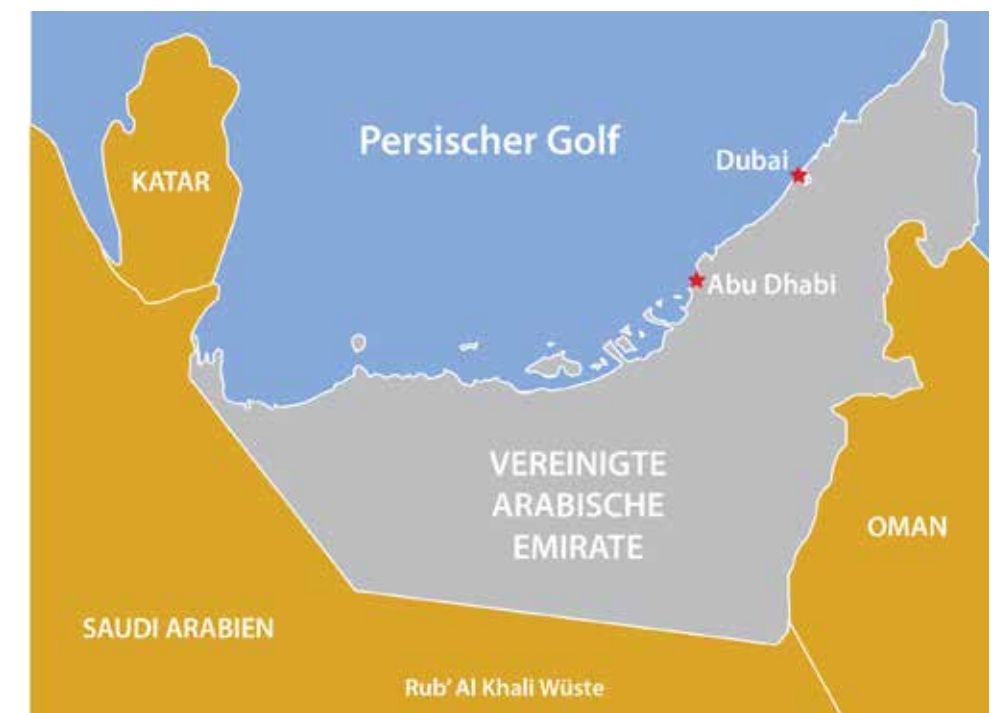 Persischer Golf
Dubai
KATAR
Abu Dhabi
VEREINIGTE
ARABISCHE
EMIRATE
OMAN
SAUDI ARABIEN
Rub' Al Khali Wüste